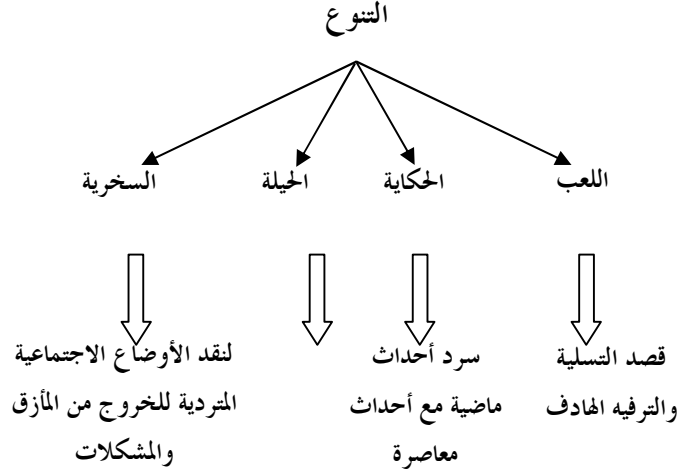 التنوع
اللعب
الحكاية
الحيلة
السخرية
قصد التسلية
والترفيه الهادف
سرد أحداث
ماضية مع أحداث
معاصرة
لنقد الأوضاع الاجتماعية
المتردية للخروج من المأزق
والمشكلات